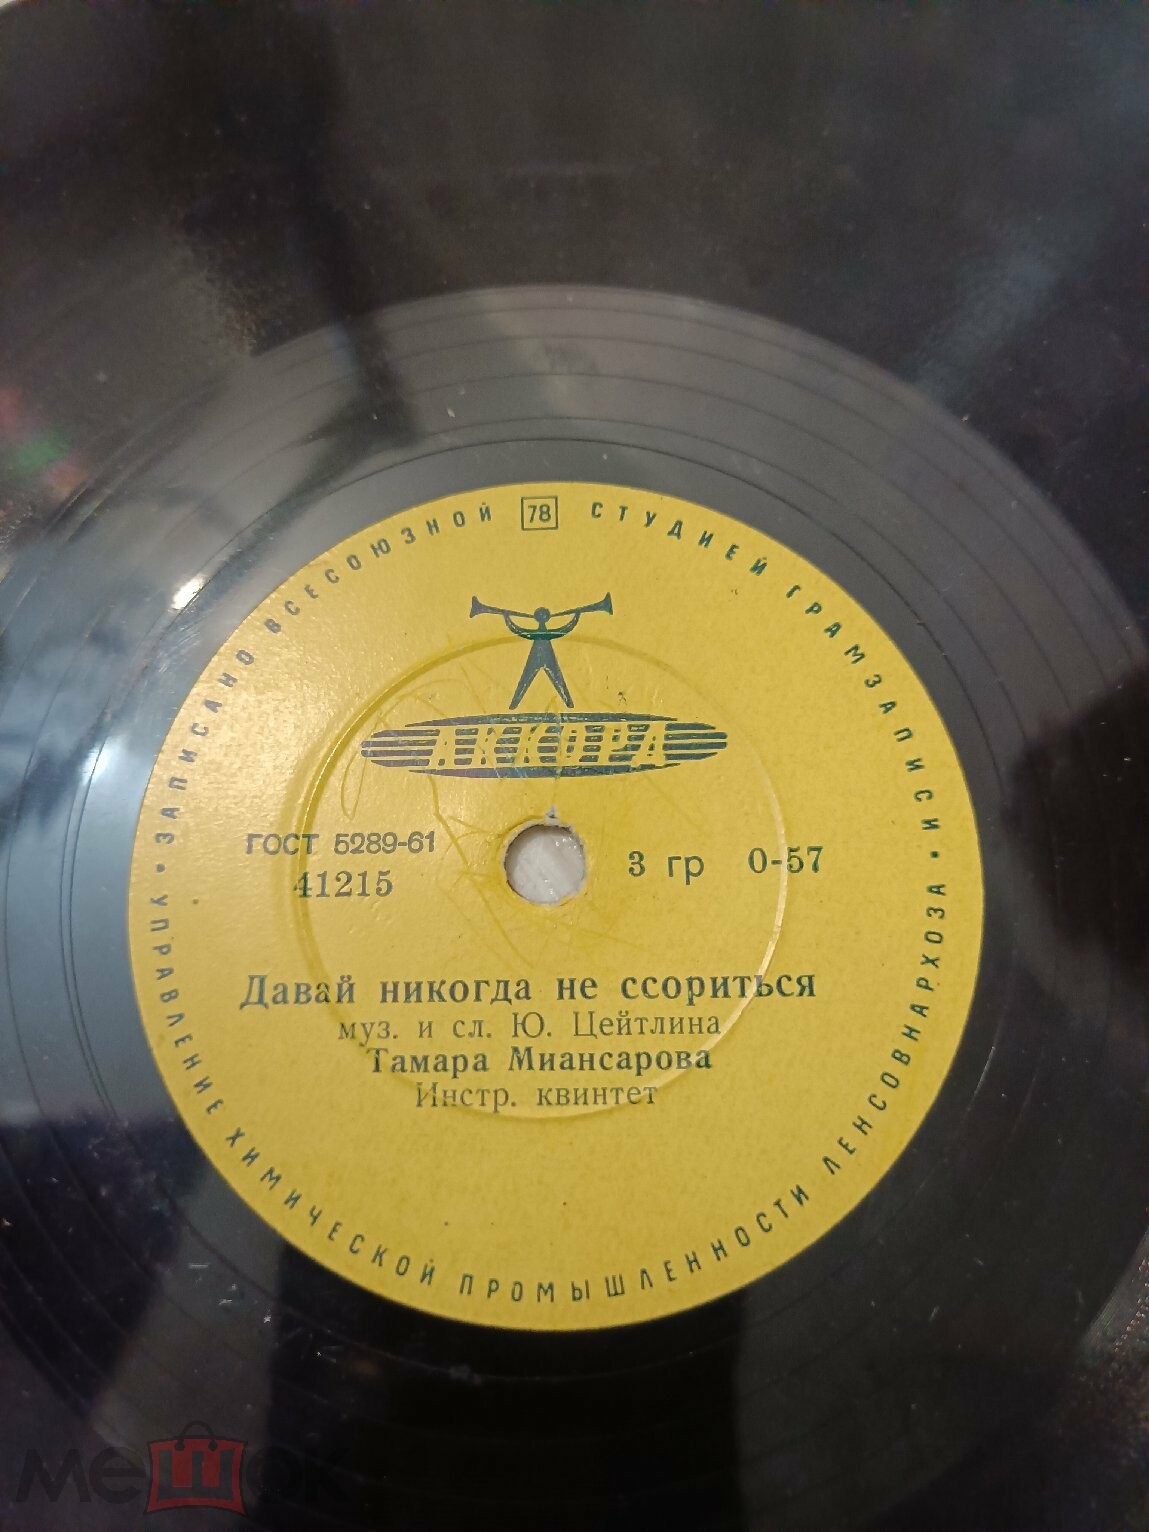 ЗАПИСАНО ВСЕСОЮЗНОЙ 78 СТУДИЕЙ ГРАМЗАПИСИ
АККОРД
ГОСТ 5289-61
3 гр 0-57
41215
Давай никогда не ссориться
муз. и сл. Ю. Цейтлина
Тамара Миансарова
Инстр. квинтет
УПРАВЛЕНИЕ ХИМИЧЕСКОЙ ПРОМЫШЛЕННОСТИ ЛЕНСОВНАРХОЗА
мешок